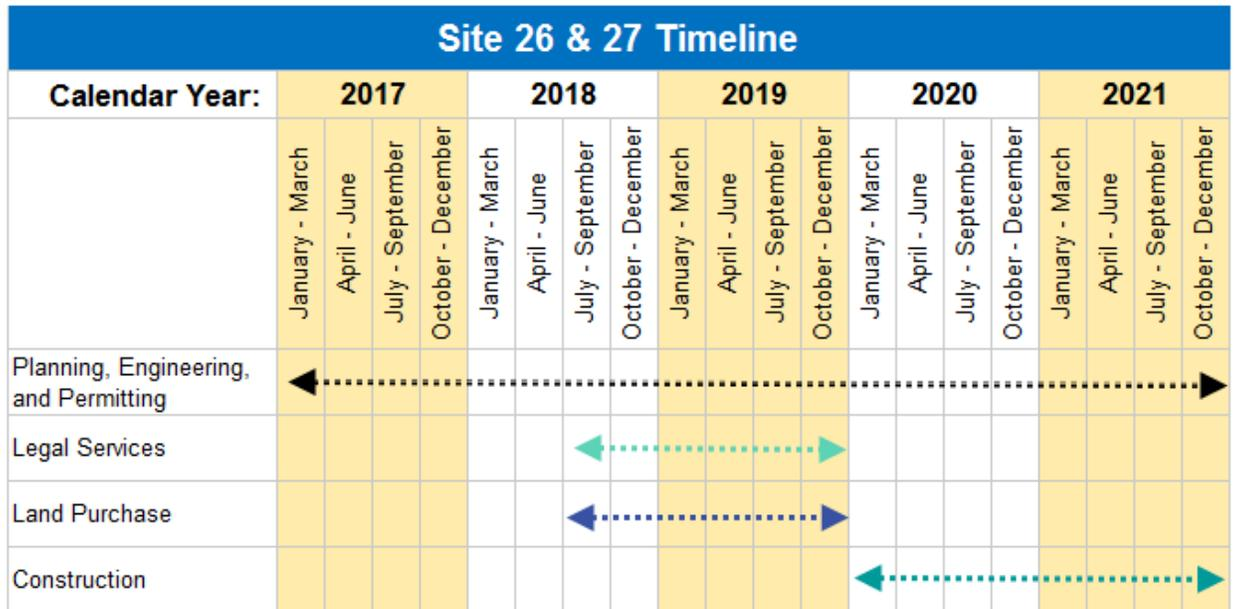 Site 26 & 27 Timeline
Calendar Year: 2017 2018 2019 2020 2021
January - March April - June July - September October - December January - March April - June July - September October - December January - March April - June July - September October - December January - March April - June July - September October - December January - March April - June July - September October - December
Planning, Engineering,
and Permitting
Legal Services
Land Purchase
Construction